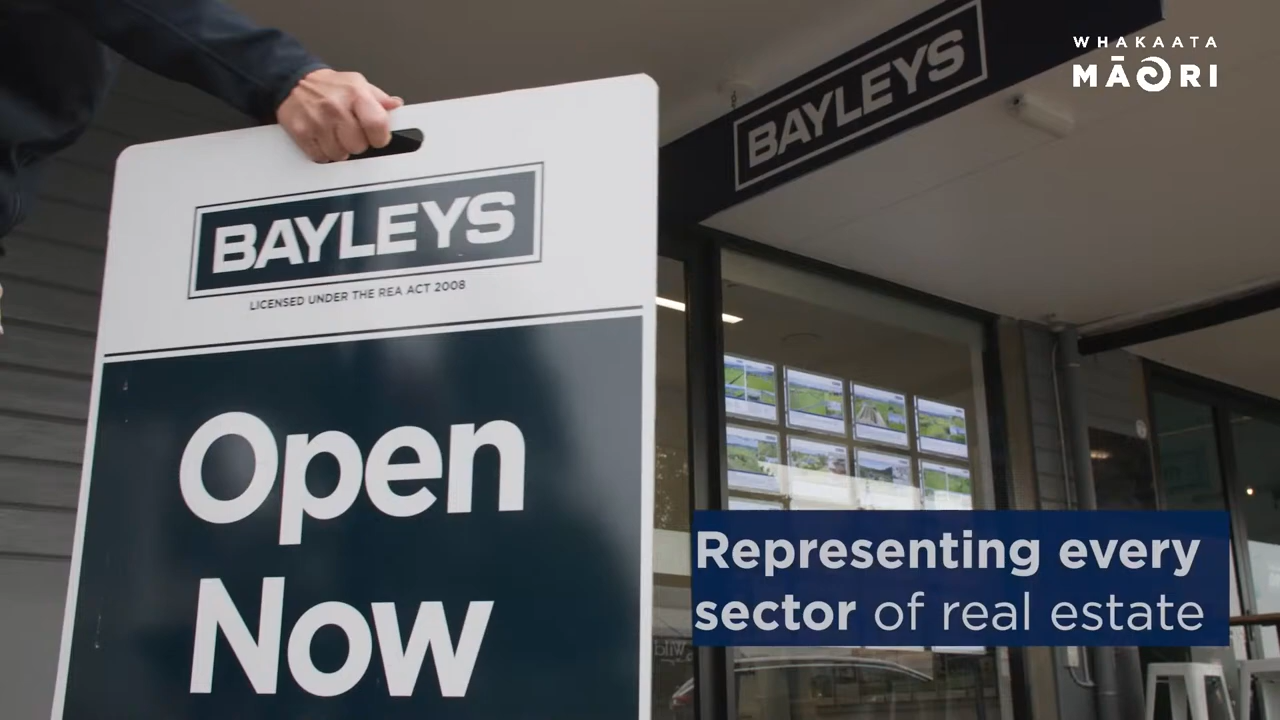 WHAKAATA
MĀORI
BAYLEYS
BAYLEYS
LICENSED UNDER THE REA ACT 2008
Open
Now
Representing every
sector of real estate